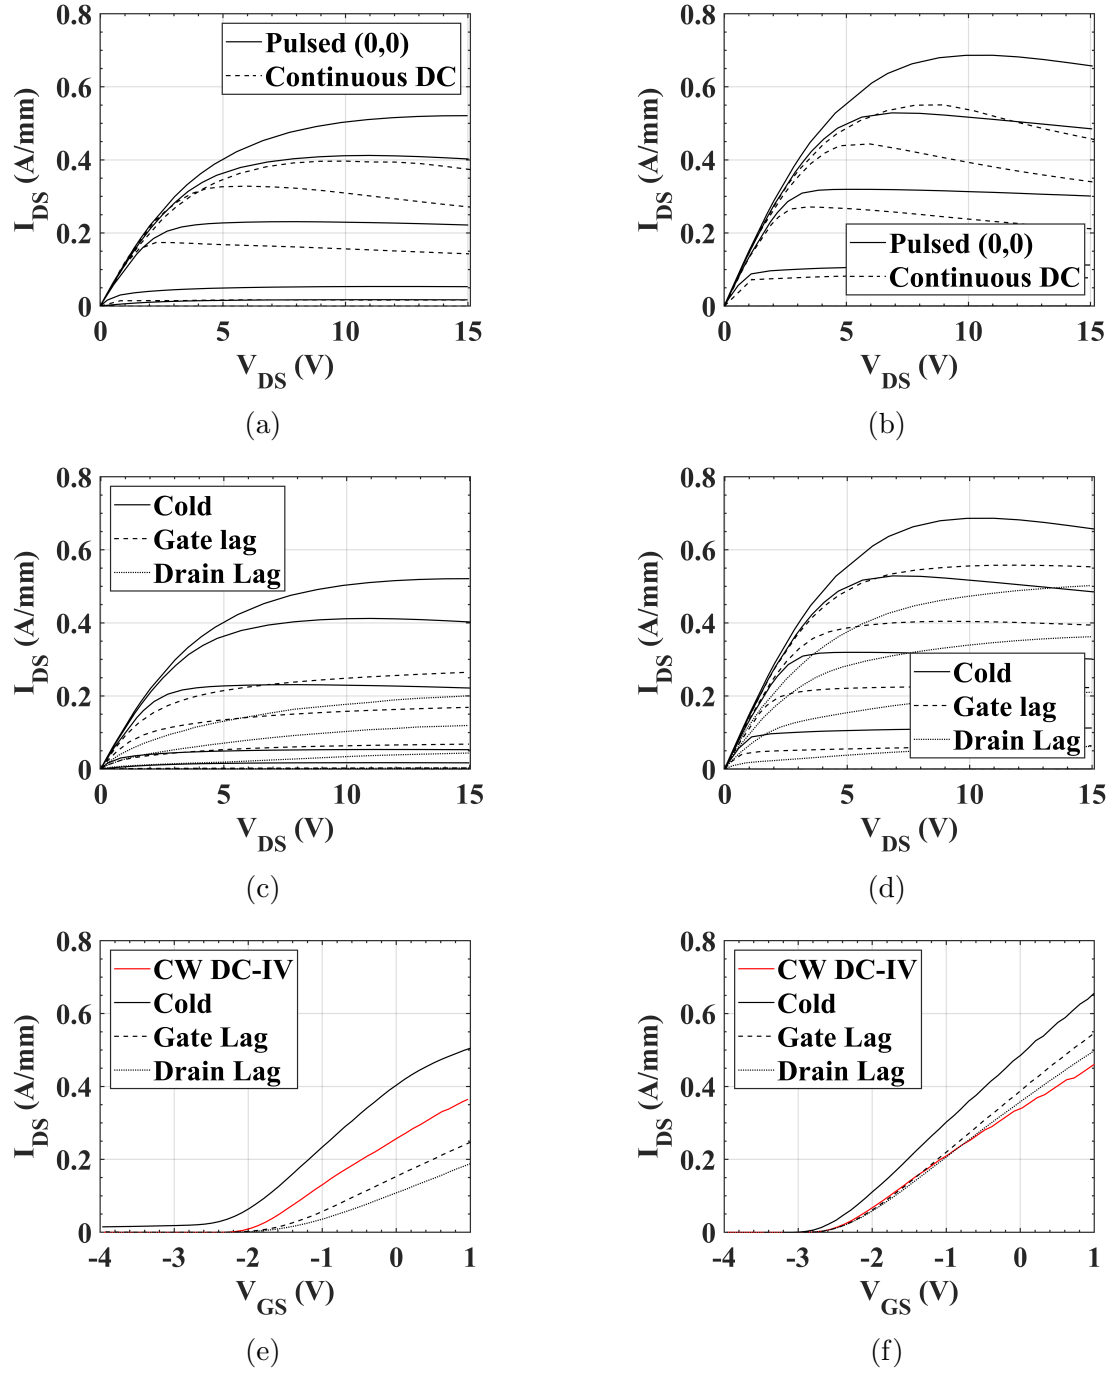 0.8
0.6
0.4
0.2
0
I_DS (A/mm)
Pulsed (0,0)
Continuous DC
0 5 10 15
V_DS (V)
(a)
0.8
0.6
0.4
0.2
0
I_DS (A/mm)
Pulsed (0,0)
Continuous DC
0 5 10 15
V_DS (V)
(b)
0.8
0.6
0.4
0.2
0
I_DS (A/mm)
Cold
Gate lag
Drain Lag
0 5 10 15
V_DS (V)
(c)
0.8
0.6
0.4
0.2
0
I_DS (A/mm)
Cold
Gate lag
Drain Lag
0 5 10 15
V_DS (V)
(d)
0.8
0.6
0.4
0.2
0
I_DS (A/mm)
CW DC-IV
Cold
Gate Lag
Drain Lag
-4 -3 -2 -1 0 1
V_GS (V)
(e)
0.8
0.6
0.4
0.2
0
I_DS (A/mm)
CW DC-IV
Cold
Gate Lag
Drain Lag
-4 -3 -2 -1 0 1
V_GS (V)
(f)